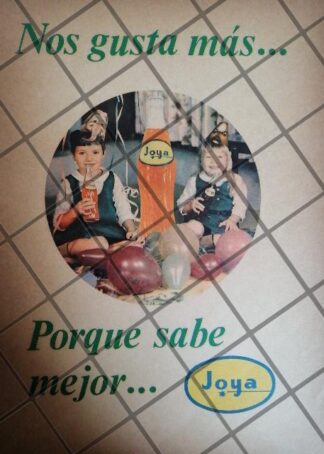 Nos gusta más...
Joya
Porque sabe
mejor...
Joya